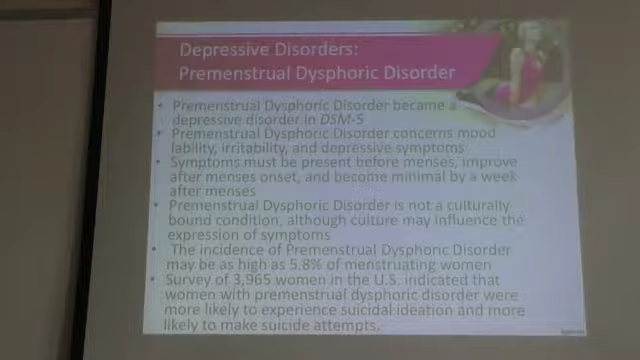 Depressive Disorders:
Premenstrual Dysphoric Disorder
• Premenstrual Dysphoric Disorder became a
depressive disorder in DSM-5
• Premenstrual Dysphoric Disorder concerns mood
lability, irritability, and depressive symptoms
• Symptoms must be present before menses, improve
after menses onset, and become minimal by a week
after menses
• Premenstrual Dysphoric Disorder is not a culturally
bound condition, although culture may influence the
expression of symptoms
• The incidence of Premenstrual Dysphoric Disorder
may be as high as 5.8% of menstruating women
• Survey of 3,965 women in the U.S. indicated that
women with premenstrual dysphoric disorder were
more likely to experience suicidal ideation and more
likely to make suicide attempts.